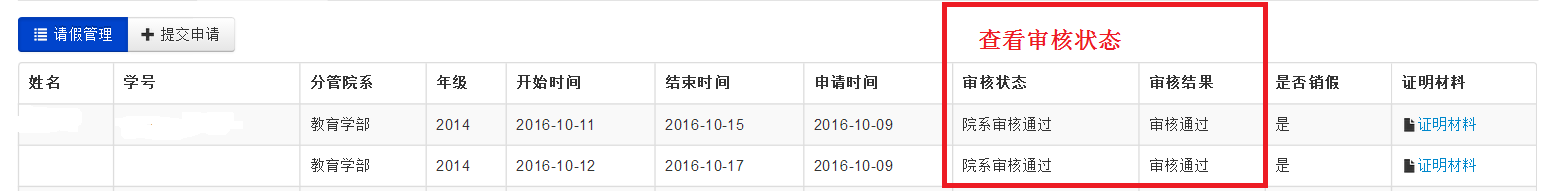 请假管理 提交申请
查看审核状态
姓名 学号 分管院系 年级 开始时间 结束时间 申请时间 审核状态 审核结果 是否销假 证明材料
教育学部 2014 2016-10-11 2016-10-15 2016-10-09 院系审核通过 审核通过 是 证明材料
教育学部 2014 2016-10-12 2016-10-17 2016-10-09 院系审核通过 审核通过 是 证明材料